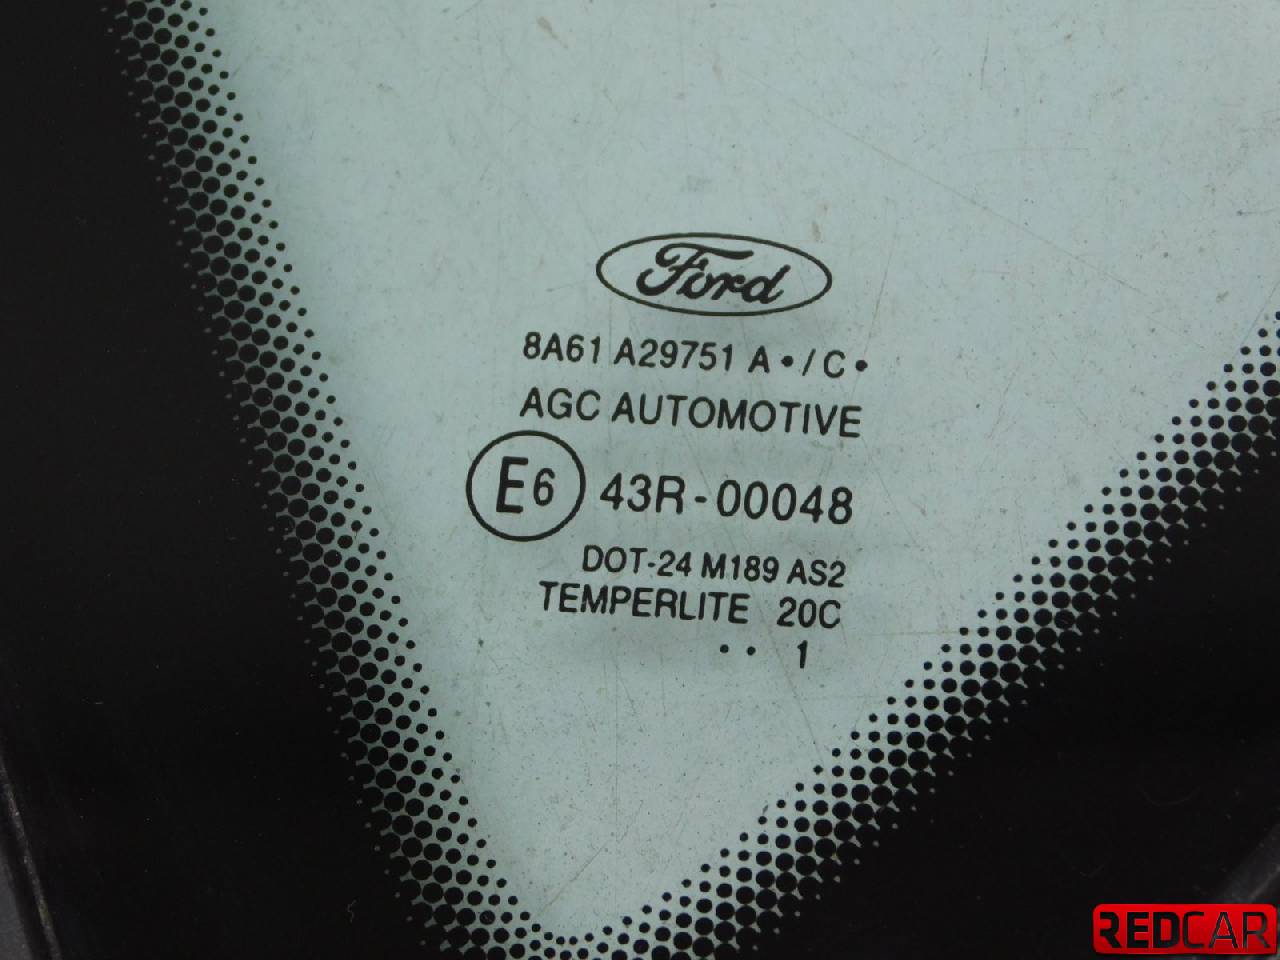 Ford
8A61 A29751 A•/C•
AGC AUTOMOTIVE
E6 43R-00048
DOT-24 M189 AS2
TEMPERLITE 20C
•• 1
REDCAR